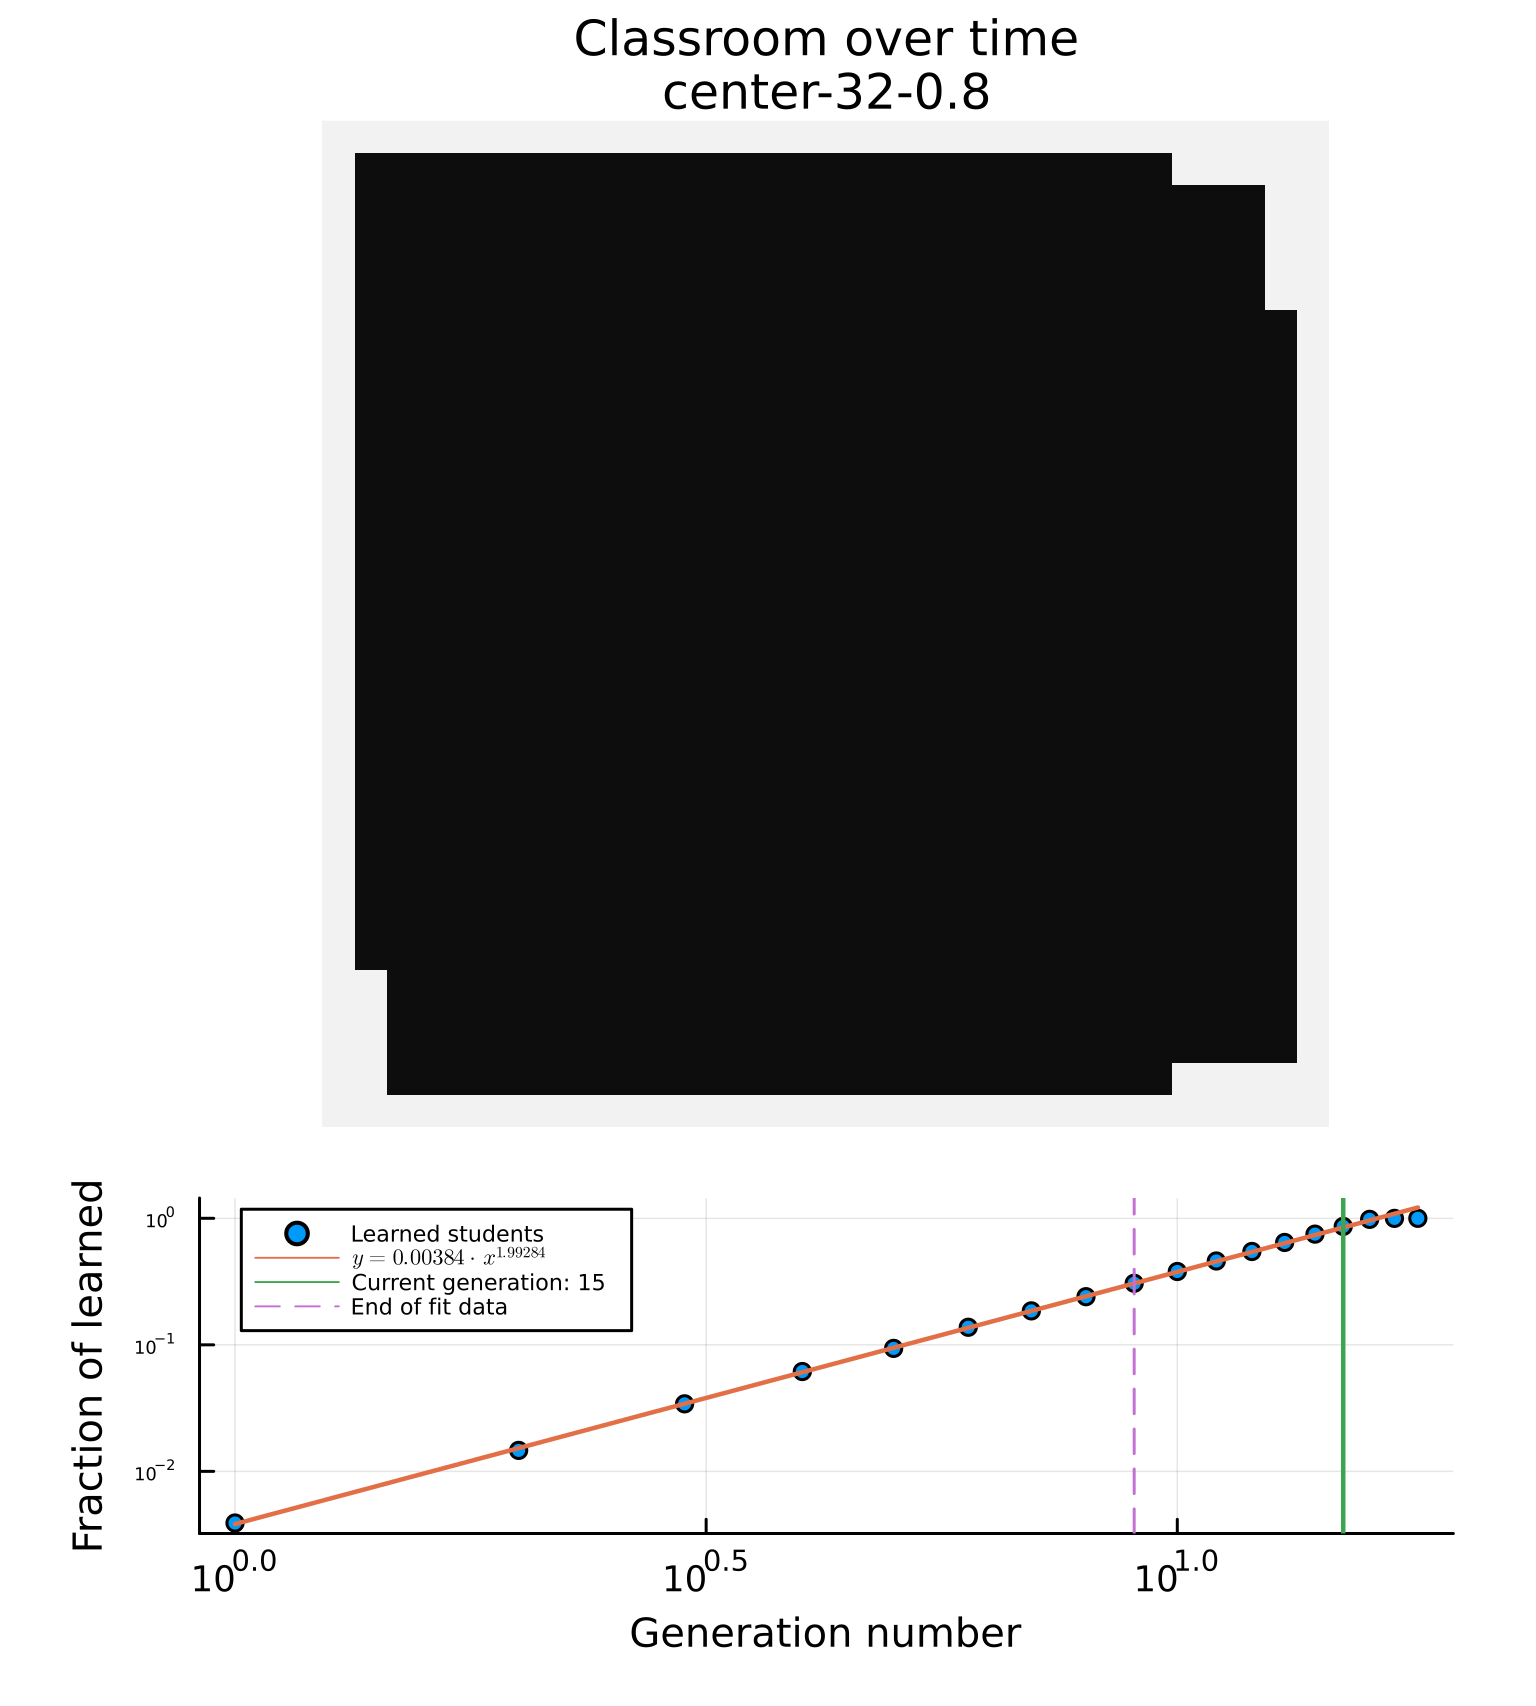 Classroom over time
center-32-0.8
Fraction of learned
10⁰
10⁻¹
10⁻²
Learned students
y = 0.00384 · x^1.99284
Current generation: 15
End of fit data
10^0.0 10^0.5 10^1.0
Generation number